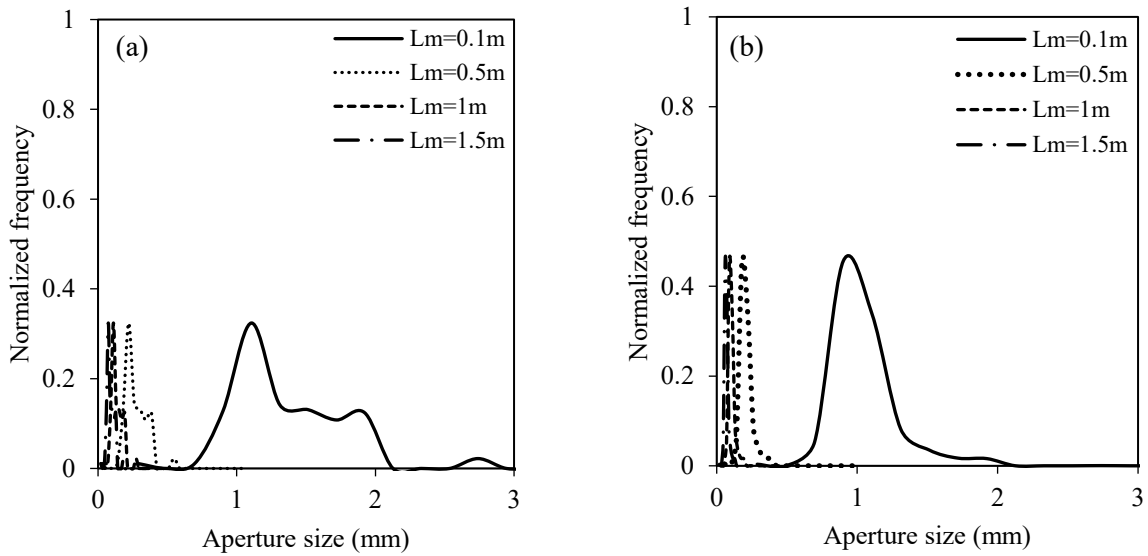 (a)
Lm=0.1m
Lm=0.5m
Lm=1m
Lm=1.5m
Normalized frequency
1
0.8
0.6
0.4
0.2
0
0 1 2 3
Aperture size (mm)
(b)
Lm=0.1m
Lm=0.5m
Lm=1m
Lm=1.5m
Normalized frequency
1
0.8
0.6
0.4
0.2
0
0 1 2 3
Aperture size (mm)